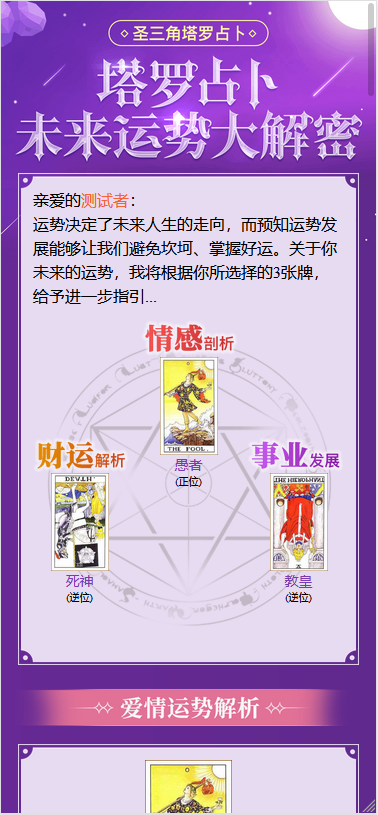 圣三角塔罗占卜
塔罗占卜
未来运势大解密
亲爱的测试者：
运势决定了未来人生的走向，而预知运势发
展能够让我们避免坎坷、掌握好运。关于你
未来的运势，我将根据你所选择的3张牌，
给予进一步指引...
情感剖析
THE FOOL.
愚者
(正位)
财运解析
DEATH
死神
(逆位)
事业发展
THE HIEROPHANT
V
教皇
(逆位)
爱情运势解析